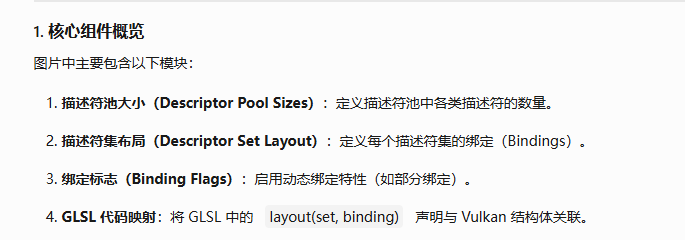 1. 核心组件概览
图片中主要包含以下模块：
1. 描述符池大小（Descriptor Pool Sizes）：定义描述符池中各类描述符的数量。
2. 描述符集布局（Descriptor Set Layout）：定义每个描述符集的绑定（Bindings）。
3. 绑定标志（Binding Flags）：启用动态绑定特性（如部分绑定）。
4. GLSL 代码映射：将 GLSL 中的 layout(set, binding) 声明与 Vulkan 结构体关联。